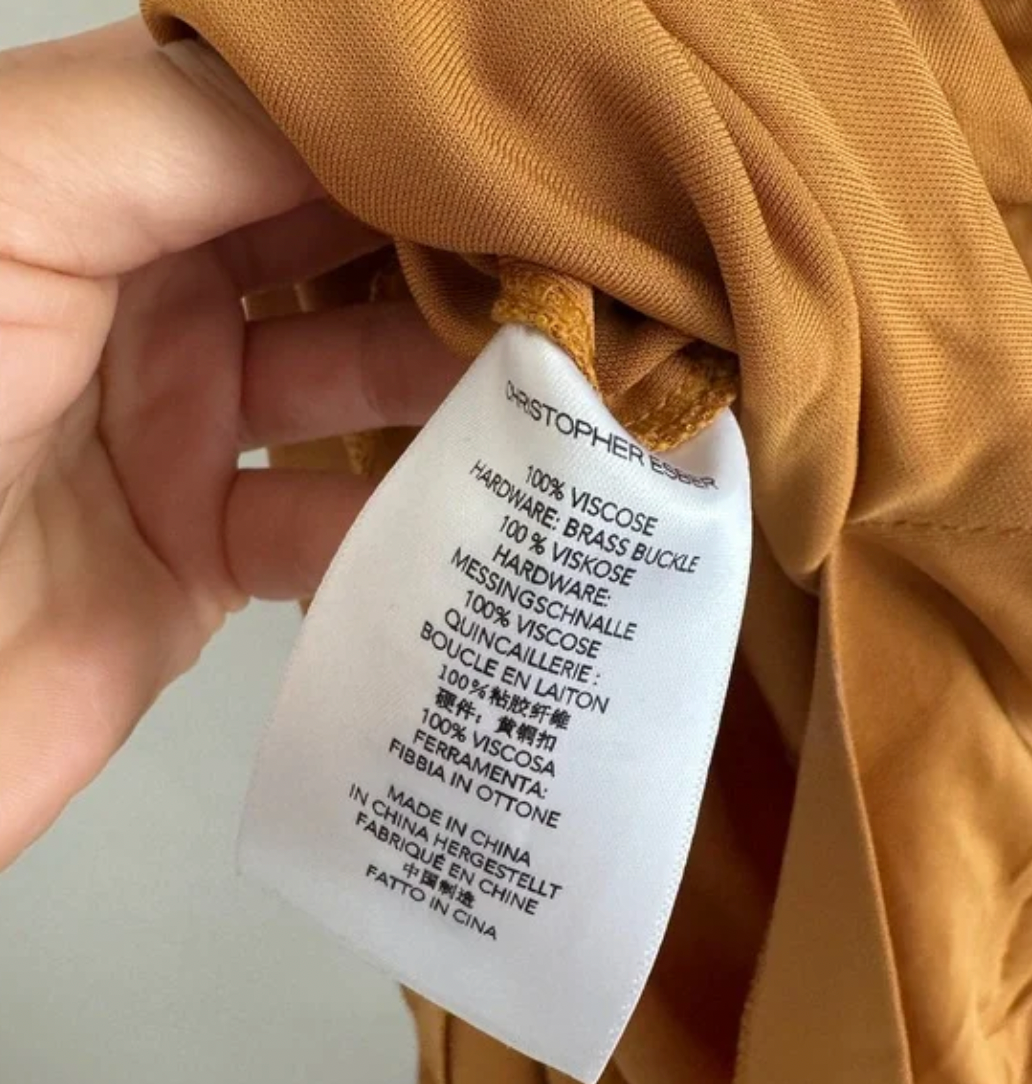 CHRISTOPHER ESBER
100% VISCOSE
HARDWARE: BRASS BUCKLE
100 % VISKOSE
HARDWARE:
MESSINGSCHNALLE
100% VISCOSE
QUINCAILLERIE :
BOUCLE EN LAITON
100%粘胶纤维
硬件：黄铜扣
100% VISCOSA
FERRAMENTA:
FIBBIA IN OTTONE
MADE IN CHINA
IN CHINA HERGESTELLT
FABRIQUÉ EN CHINE
中国制造
FATTO IN CINA